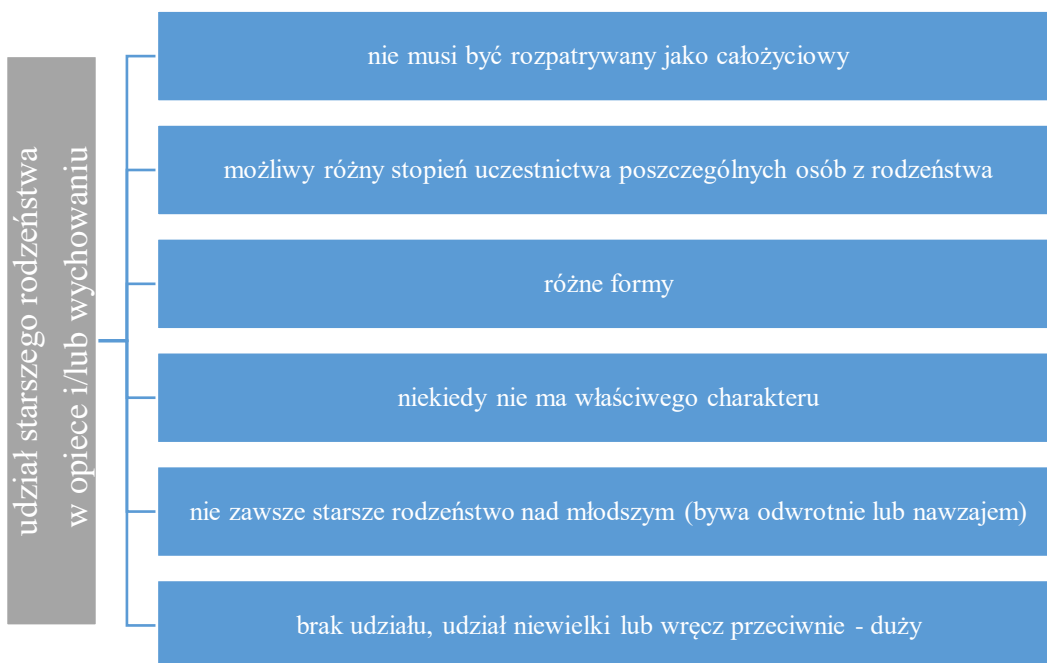 udział starszego rodzeństwa
w opiece i/lub wychowaniu
nie musi być rozpatrywany jako całożyciowy
możliwy różny stopień uczestnictwa poszczególnych osób z rodzeństwa
różne formy
niekiedy nie ma właściwego charakteru
nie zawsze starsze rodzeństwo nad młodszym (bywa odwrotnie lub nawzajem)
brak udziału, udział niewielki lub wręcz przeciwnie - duży